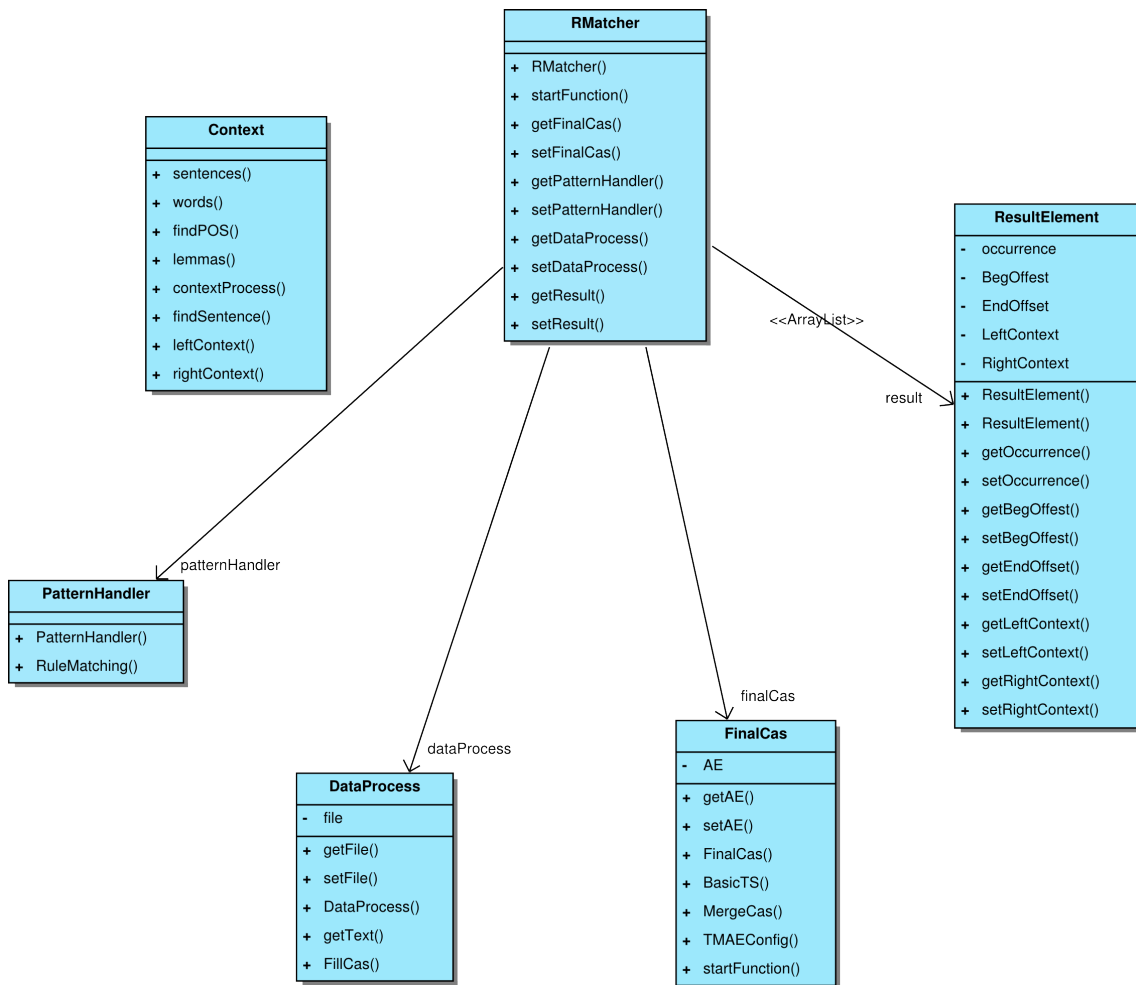 RMatcher
+ RMatcher()
+ startFunction()
+ getFinalCas()
+ setFinalCas()
+ getPatternHandler()
+ setPatternHandler()
+ getDataProcess()
+ setDataProcess()
+ getResult()
+ setResult()
Context
+ sentences()
+ words()
+ findPOS()
+ lemmas()
+ contextProcess()
+ findSentence()
+ leftContext()
+ rightContext()
ResultElement
- occurrence
- BegOffest
- EndOffset
- LeftContext
- RightContext
+ ResultElement()
+ ResultElement()
+ getOccurrence()
+ setOccurrence()
+ getBegOffest()
+ setBegOffest()
+ getEndOffset()
+ setEndOffset()
+ getLeftContext()
+ setLeftContext()
+ getRightContext()
+ setRightContext()
<<ArrayList>>
result
patternHandler
PatternHandler
+ PatternHandler()
+ RuleMatching()
dataProcess
DataProcess
- file
+ getFile()
+ setFile()
+ DataProcess()
+ getText()
+ FillCas()
finalCas
FinalCas
- AE
+ getAE()
+ setAE()
+ FinalCas()
+ BasicTS()
+ MergeCas()
+ TMAEConfig()
+ startFunction()